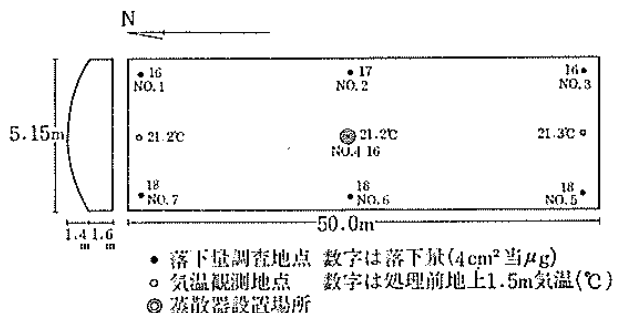 N
16
NO.1
17
NO.2
16
NO.3
5.15m
21.2℃
21.2℃
NO.4 16
21.3℃
18
NO.7
18
NO.6
18
NO.5
1.4m
1.6m
50.0m
落下量調査地点 数字は落下量(4cm²当μg)
気温観測地点 数字は処理前地上1.5m気温(℃)
蒸散器設置場所